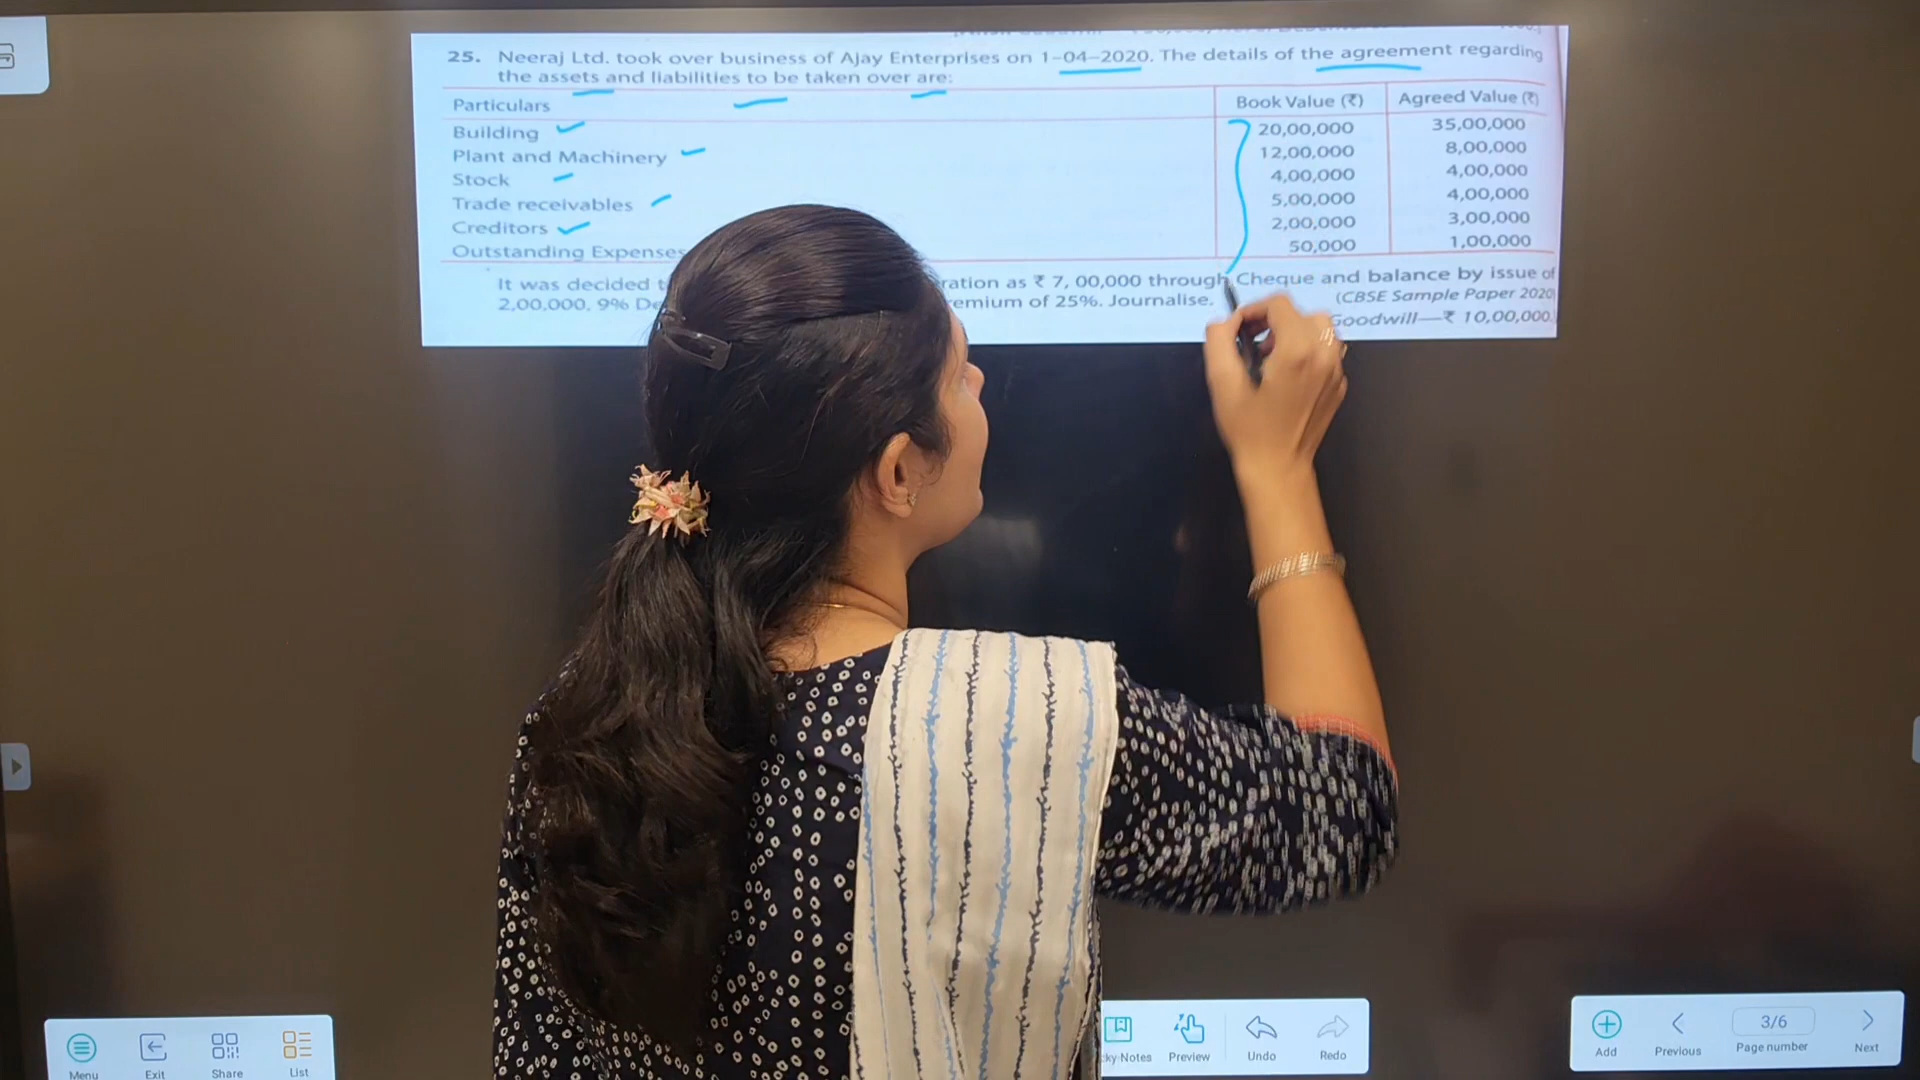 25. Neeraj Ltd. took over business of Ajay Enterprises on 1-04-2020. The details of the agreement regarding
the assets and liabilities to be taken over are:
Particulars Book Value (₹) Agreed Value (₹)
Building 20,00,000 35,00,000
Plant and Machinery 12,00,000 8,00,000
Stock 4,00,000 4,00,000
Trade receivables 5,00,000 4,00,000
Creditors 2,00,000 3,00,000
Outstanding Expenses 50,000 1,00,000
It was decided ration as ₹ 7, 00,000 through Cheque and balance by issue of
2,00,000, 9% De emium of 25%. Journalise. (CBSE Sample Paper 2020
Goodwill—₹ 10,00,000.
Menu Exit Share List
ky Notes Preview Undo Redo
Add Previous 3/6 Page number Next